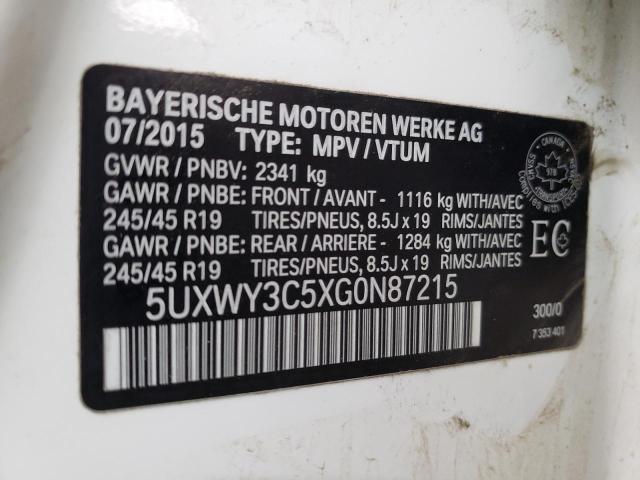 BAYERISCHE MOTOREN WERKE AG
07/2015 TYPE: MPV / VTUM
GVWR / PNBV: 2341 kg
GAWR / PNBE: FRONT / AVANT - 1116 kg WITH/AVEC
245/45 R19 TIRES/PNEUS, 8.5J x 19 RIMS/JANTES
GAWR / PNBE: REAR / ARRIERE - 1284 kg WITH/AVEC
245/45 R19 TIRES/PNEUS, 8.5J x 19 RIMS/JANTES
5UXWY3C5XG0N87215
CANADA
978
EC
300/0
7 353 401